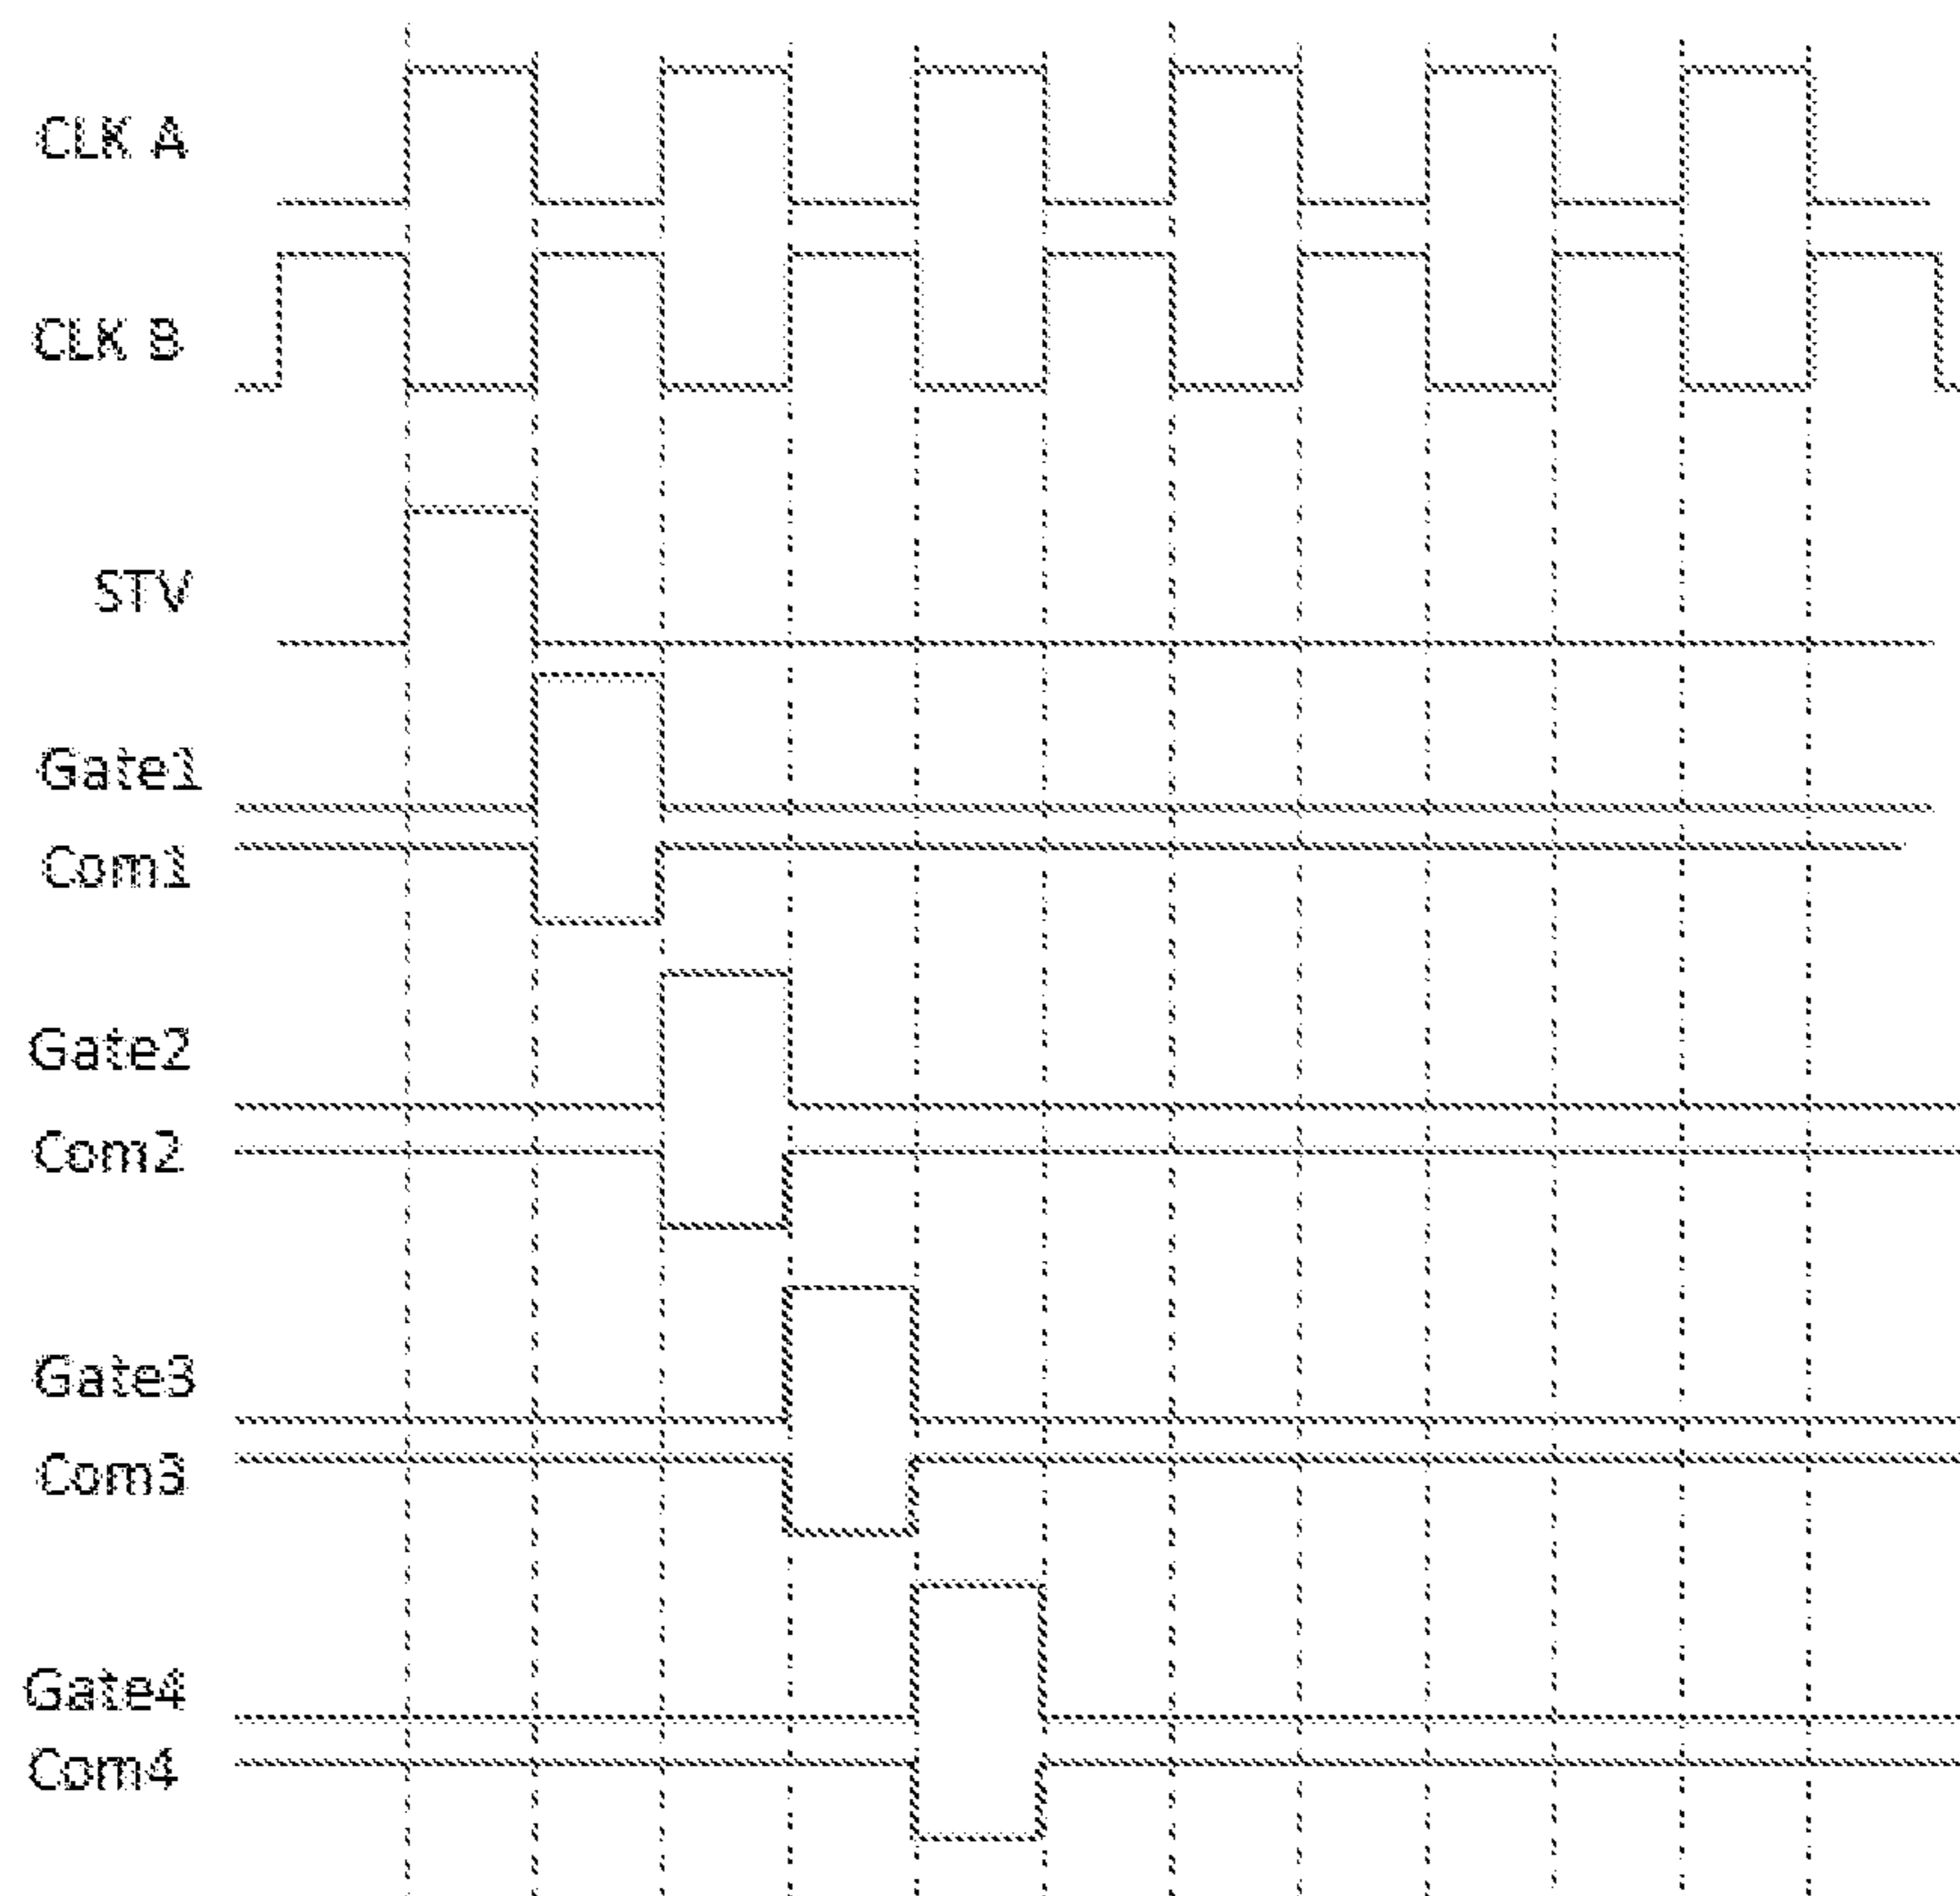 CLK A
CLK B
STV
Gate1
Com1
Gate2
Com2
Gate3
Com3
Gate4
Com4